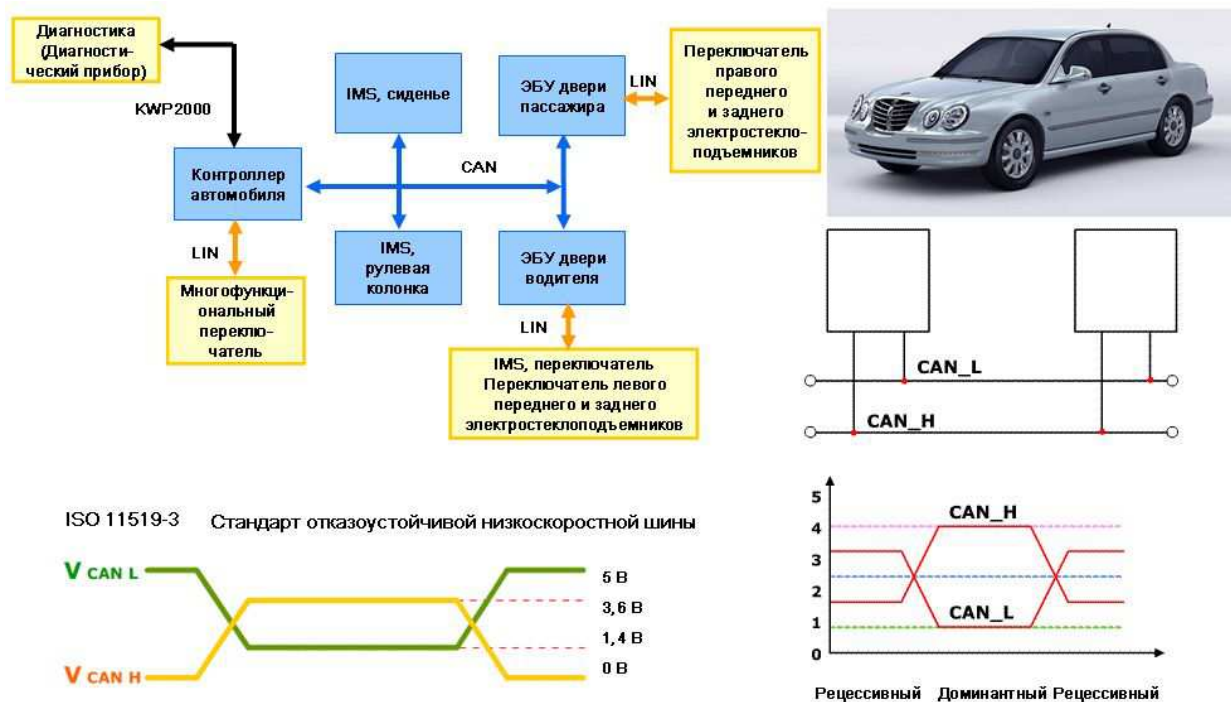 Диагностика
(Диагности-
ческий прибор)
KWP2000
Контроллер
автомобиля
LIN
Многофункци-
ональный
переклю-
чатель
IMS, сиденье
CAN
IMS,
рулевая
колонка
ЭБУ двери
пассажира
LIN
Переключатель
правого
переднего
и заднего
электростекло-
подъемников
ЭБУ двери
водителя
LIN
IMS, переключатель
Переключатель левого
переднего и заднего
электростеклоподъемников
CAN_L
CAN_H
ISO 11519-3 Стандарт отказоустойчивой низкоскоростной шины
V CAN L
V CAN H
5 В
3,6 В
1,4 В
0 В
5
4
3
2
1
0
CAN_H
CAN_L
Рецессивный Доминантный Рецессивный